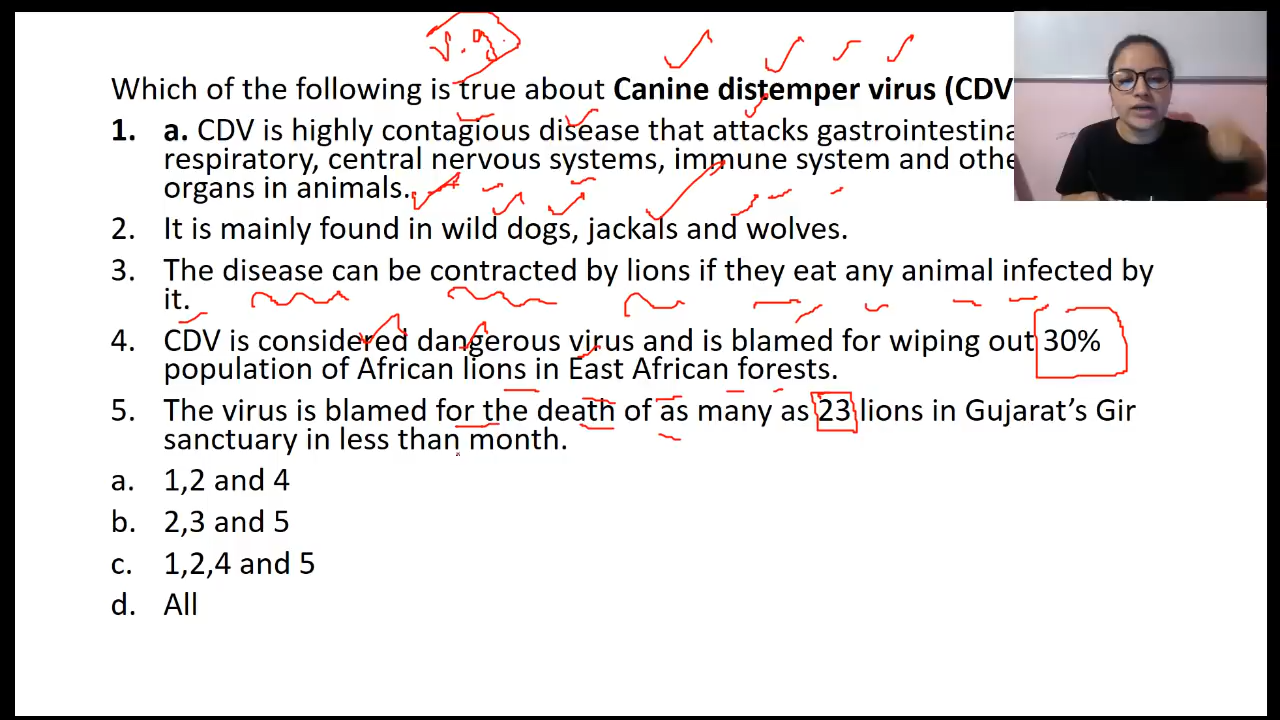 Which of the following is true about Canine distemper virus (CDV
1. a. CDV is highly contagious disease that attacks gastrointestina
respiratory, central nervous systems, immune system and othe
organs in animals.
2. It is mainly found in wild dogs, jackals and wolves.
3. The disease can be contracted by lions if they eat any animal infected by
it.
4. CDV is considered dangerous virus and is blamed for wiping out 30%
population of African lions in East African forests.
5. The virus is blamed for the death of as many as 23 lions in Gujarat’s Gir
sanctuary in less than month.
a. 1,2 and 4
b. 2,3 and 5
c. 1,2,4 and 5
d. All